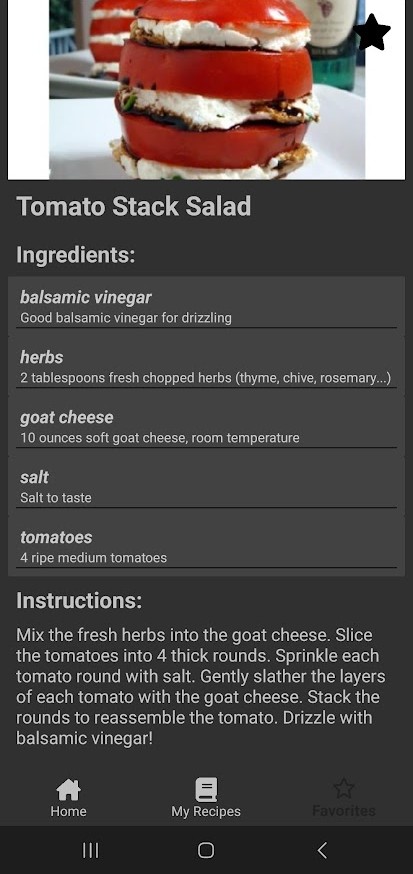 Tomato Stack Salad
Ingredients:
balsamic vinegar
Good balsamic vinegar for drizzling
herbs
2 tablespoons fresh chopped herbs (thyme, chive, rosemary...)
goat cheese
10 ounces soft goat cheese, room temperature
salt
Salt to taste
tomatoes
4 ripe medium tomatoes
Instructions:
Mix the fresh herbs into the goat cheese. Slice
the tomatoes into 4 thick rounds. Sprinkle each
tomato round with salt. Gently slather the layers
of each tomato with the goat cheese. Stack the
rounds to reassemble the tomato. Drizzle with
balsamic vinegar!
Home
My Recipes
Favorites